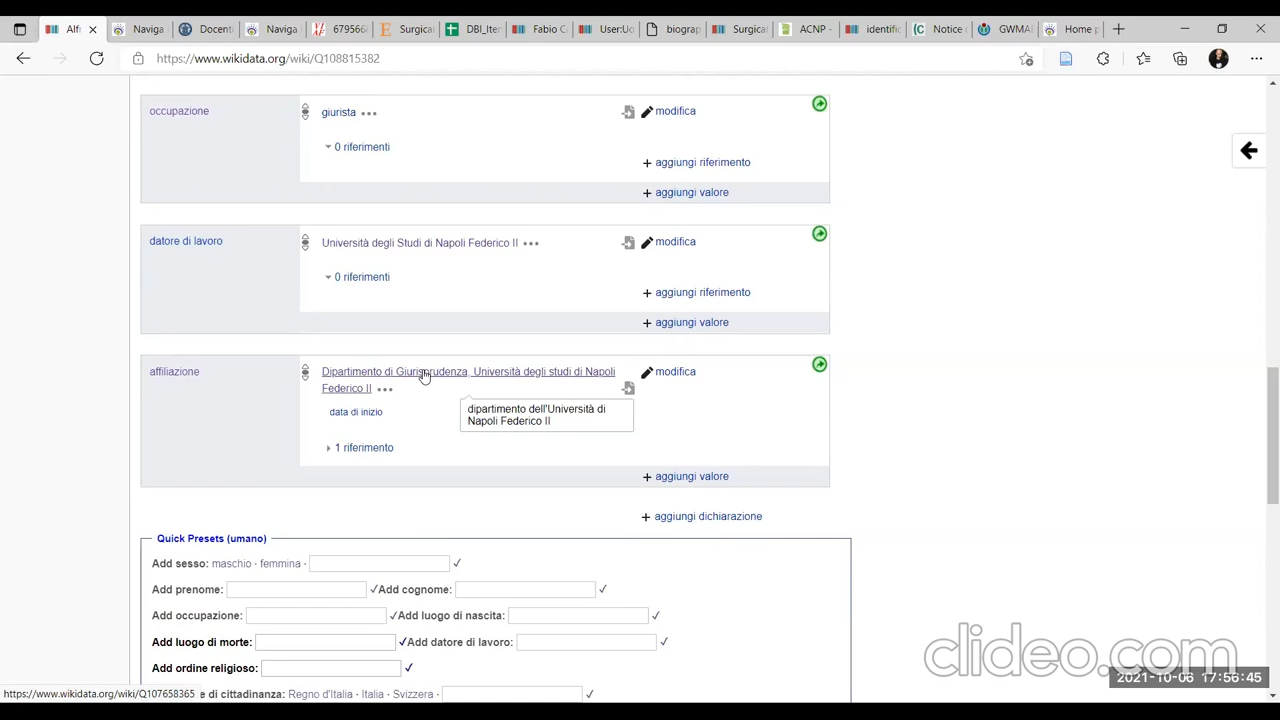 Alfr
Naviga
Docenti
Naviga
679566
Surgica
DBI_Iter
Fabio C
User:Uo
biograp
Surgica
ACNP -
identifi
Notice
GWMA
Home p
https://www.wikidata.org/wiki/Q108815382
occupazione
giurista
modifica
0 riferimenti
aggiungi riferimento
aggiungi valore
datore di lavoro
Università degli Studi di Napoli Federico II
modifica
0 riferimenti
aggiungi riferimento
aggiungi valore
affiliazione
Dipartimento di Giurisprudenza, Università degli studi di Napoli
Federico II
modifica
data di inizio
dipartimento dell'Università di
Napoli Federico II
1 riferimento
aggiungi valore
aggiungi dichiarazione
Quick Presets (umano)
Add sesso: maschio · femmina ·
Add prenome: Add cognome:
Add occupazione: Add luogo di nascita:
Add luogo di morte: Add datore di lavoro:
Add ordine religioso:
e di cittadinanza: Regno d'Italia · Italia · Svizzera ·
https://www.wikidata.org/wiki/Q107658365
clideo.com
2021-10-06 17:56:45